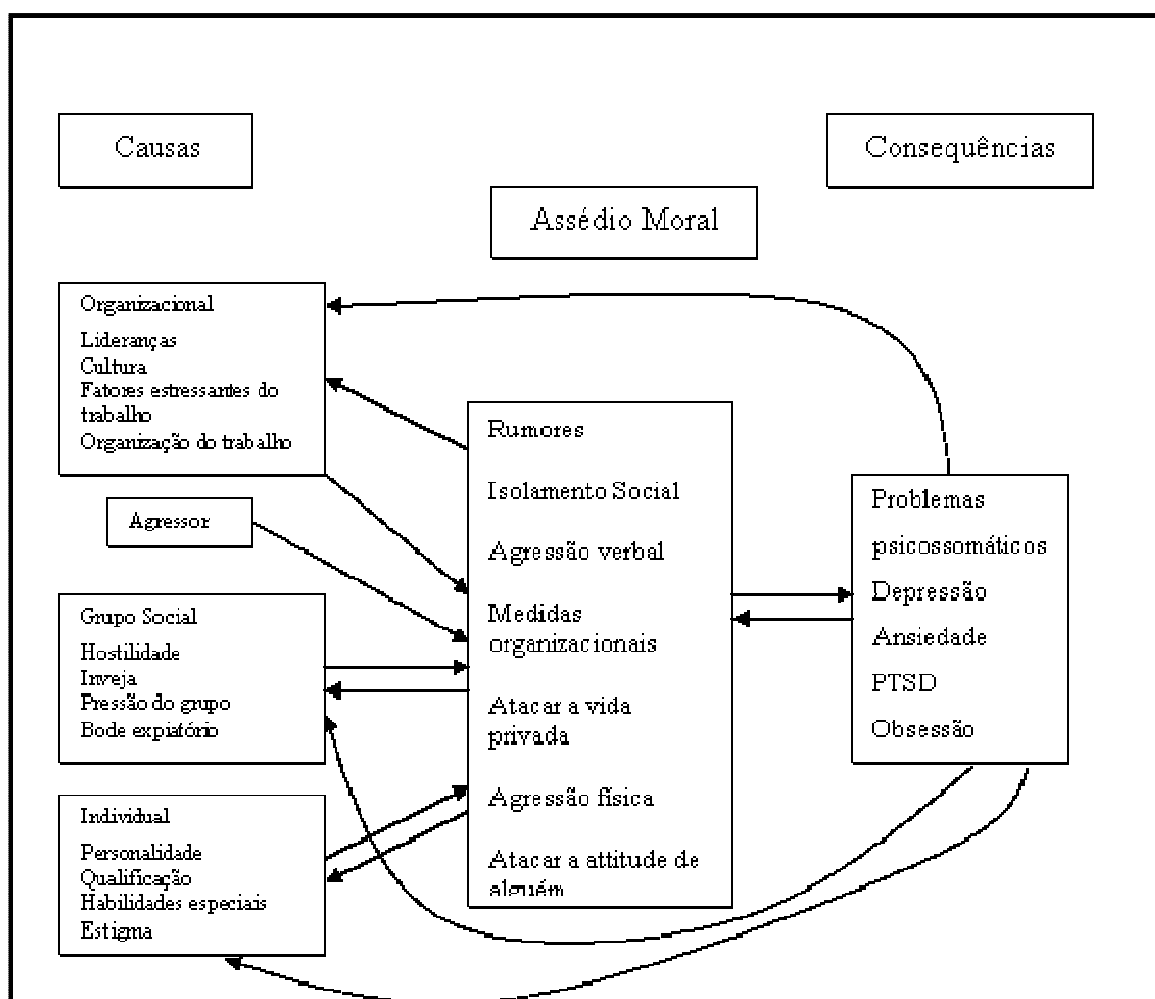 Causas
Consequências
Assédio Moral
Organizacional
Lideranças
Cultura
Fatores estressantes do
trabalho
Organização do trabalho
Agressor
Grupo Social
Hostilidade
Inveja
Pressão do grupo
Bode expiatório
Individual
Personalidade
Qualificação
Habilidades especiais
Estigma
Rumores
Isolamento Social
Agressão verbal
Medidas
organizacionais
Atacar a vida
privada
Agressão física
Atacar a attitude de
alguém
Problemas
psicossomáticos
Depressão
Ansiedade
PTSD
Obsessão